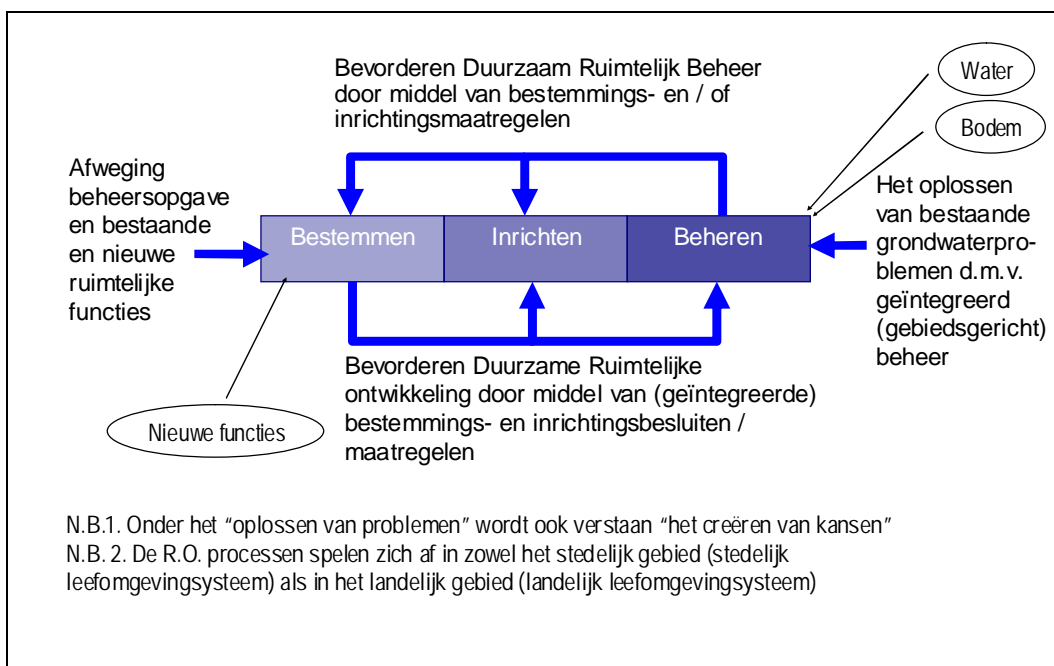 Bevorderen Duurzaam Ruimtelijk Beheer
door middel van bestemmings- en / of
inrichtingsmaatregelen
Water
Bodem
Afweging
beheersopgave
en bestaande
en nieuwe
ruimtelijke
functies
Bestemmen
Inrichten
Beheren
Het oplossen
van bestaande
grondwaterpro-
blemen d.m.v.
geïntegreerd
(gebiedsgericht)
beheer
Bevorderen Duurzame Ruimtelijke
ontwikkeling door middel van (geïntegreerde)
bestemmings- en inrichtingsbesluiten /
maatregelen
Nieuwe functies
N.B.1. Onder het “oplossen van problemen” wordt ook verstaan “het creëren van kansen”
N.B. 2. De R.O. processen spelen zich af in zowel het stedelijk gebied (stedelijk
leefomgevingsysteem) als in het landelijk gebied (landelijk leefomgevingsysteem)